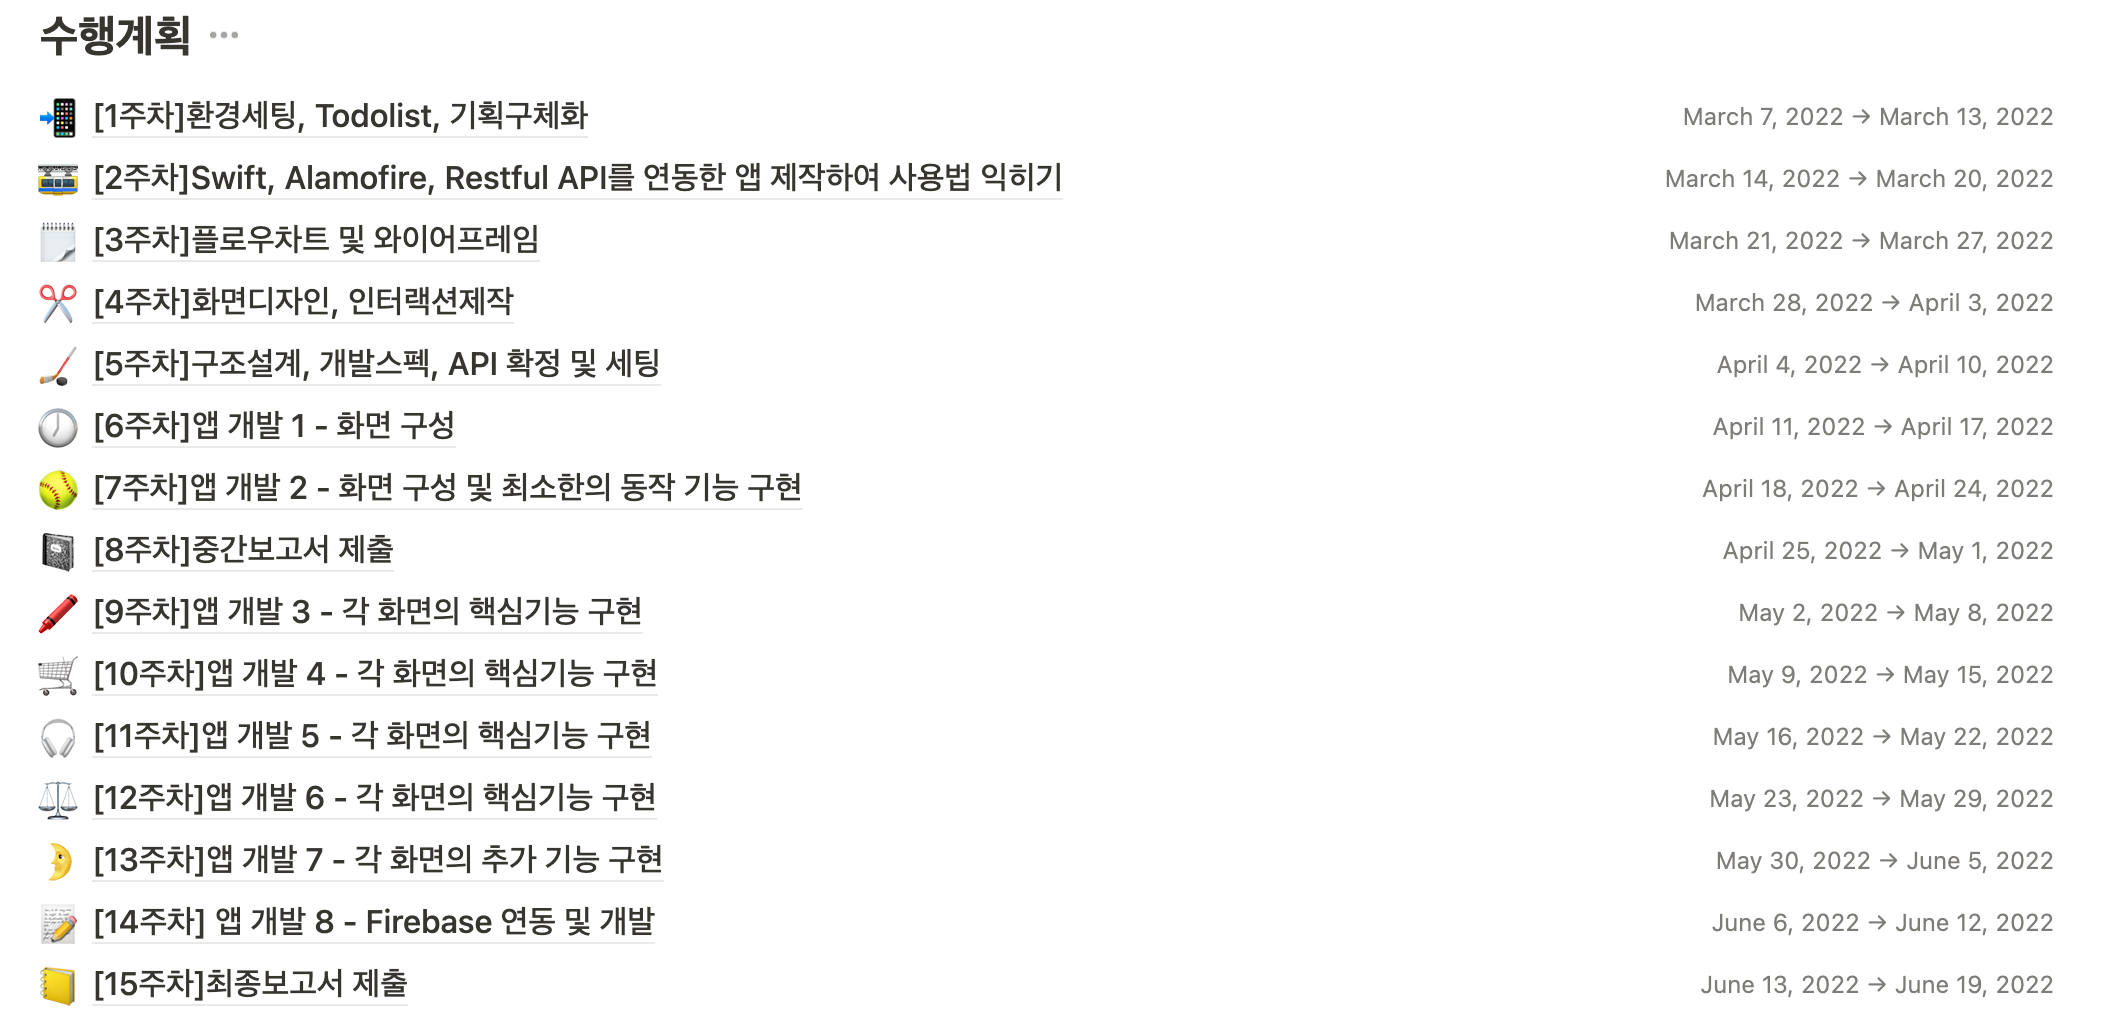 수행계획
[1주차]환경세팅, Todolist, 기획구체화 March 7, 2022 → March 13, 2022
[2주차]Swift, Alamofire, Restful API를 연동한 앱 제작하여 사용법 익히기 March 14, 2022 → March 20, 2022
[3주차]플로우차트 및 와이어프레임 March 21, 2022 → March 27, 2022
[4주차]화면디자인, 인터랙션제작 March 28, 2022 → April 3, 2022
[5주차]구조설계, 개발스펙, API 확정 및 세팅 April 4, 2022 → April 10, 2022
[6주차]앱 개발 1 - 화면 구성 April 11, 2022 → April 17, 2022
[7주차]앱 개발 2 - 화면 구성 및 최소한의 동작 기능 구현 April 18, 2022 → April 24, 2022
[8주차]중간보고서 제출 April 25, 2022 → May 1, 2022
[9주차]앱 개발 3 - 각 화면의 핵심기능 구현 May 2, 2022 → May 8, 2022
[10주차]앱 개발 4 - 각 화면의 핵심기능 구현 May 9, 2022 → May 15, 2022
[11주차]앱 개발 5 - 각 화면의 핵심기능 구현 May 16, 2022 → May 22, 2022
[12주차]앱 개발 6 - 각 화면의 핵심기능 구현 May 23, 2022 → May 29, 2022
[13주차]앱 개발 7 - 각 화면의 추가 기능 구현 May 30, 2022 → June 5, 2022
[14주차] 앱 개발 8 - Firebase 연동 및 개발 June 6, 2022 → June 12, 2022
[15주차]최종보고서 제출 June 13, 2022 → June 19, 2022